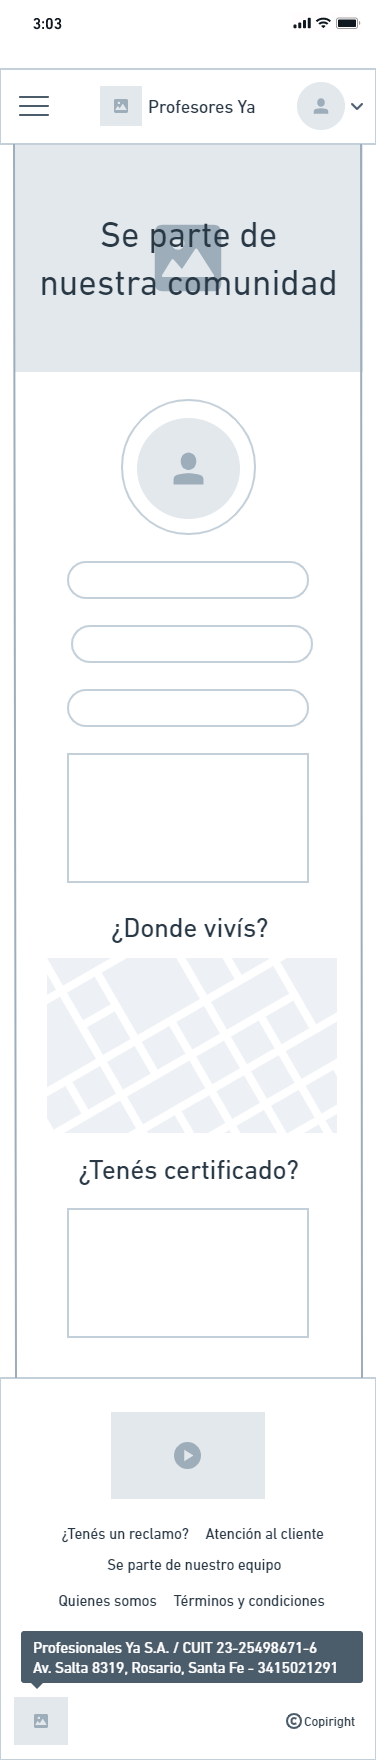 3:03
Profesores Ya
Se parte de
nuestra comunidad
¿Donde vivís?
¿Tenés certificado?
¿Tenés un reclamo? Atención al cliente
Se parte de nuestro equipo
Quienes somos Términos y condiciones
Profesionales Ya S.A. / CUIT 23-25498671-6
Av. Salta 8319, Rosario, Santa Fe - 3415021291
© Copiright